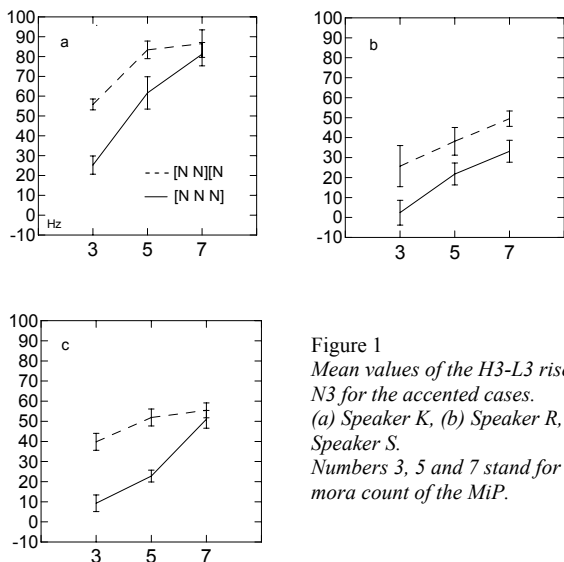 100
90
80
70
60
50
40
30
20
10
0
-10
a
[N N][N
[N N N]
Hz
3 5 7
100
90
80
70
60
50
40
30
20
10
0
-10
b
3 5 7
100
90
80
70
60
50
40
30
20
10
0
-10
c
3 5 7
Figure 1
Mean values of the H3-L3 rise
N3 for the accented cases.
(a) Speaker K, (b) Speaker R,
Speaker S.
Numbers 3, 5 and 7 stand for
mora count of the MiP.